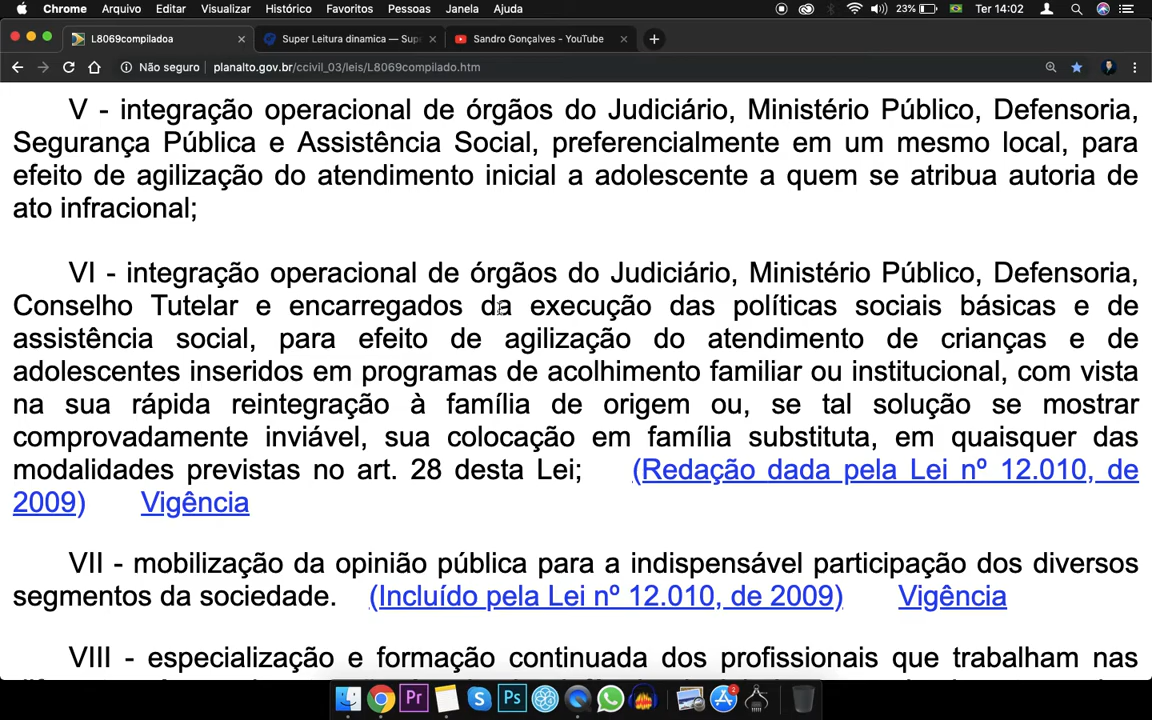 Chrome Arquivo Editar Visualizar Histórico Favoritos Pessoas Janela Ajuda 23% Ter 14:02
L8069compiladoa Super Leitura dinamica — Sup Sandro Gonçalves - YouTube
Não seguro planalto.gov.br/ccivil_03/leis/L8069compilado.htm
V - integração operacional de órgãos do Judiciário, Ministério Público, Defensoria,
Segurança Pública e Assistência Social, preferencialmente em um mesmo local, para
efeito de agilização do atendimento inicial a adolescente a quem se atribua autoria de
ato infracional;
VI - integração operacional de órgãos do Judiciário, Ministério Público, Defensoria,
Conselho Tutelar e encarregados da execução das políticas sociais básicas e de
assistência social, para efeito de agilização do atendimento de crianças e de
adolescentes inseridos em programas de acolhimento familiar ou institucional, com vista
na sua rápida reintegração à família de origem ou, se tal solução se mostrar
comprovadamente inviável, sua colocação em família substituta, em quaisquer das
modalidades previstas no art. 28 desta Lei; (Redação dada pela Lei nº 12.010, de
2009) Vigência
VII - mobilização da opinião pública para a indispensável participação dos diversos
segmentos da sociedade. (Incluído pela Lei nº 12.010, de 2009) Vigência
VIII - especialização e formação continuada dos profissionais que trabalham nas
Pr Ps 2